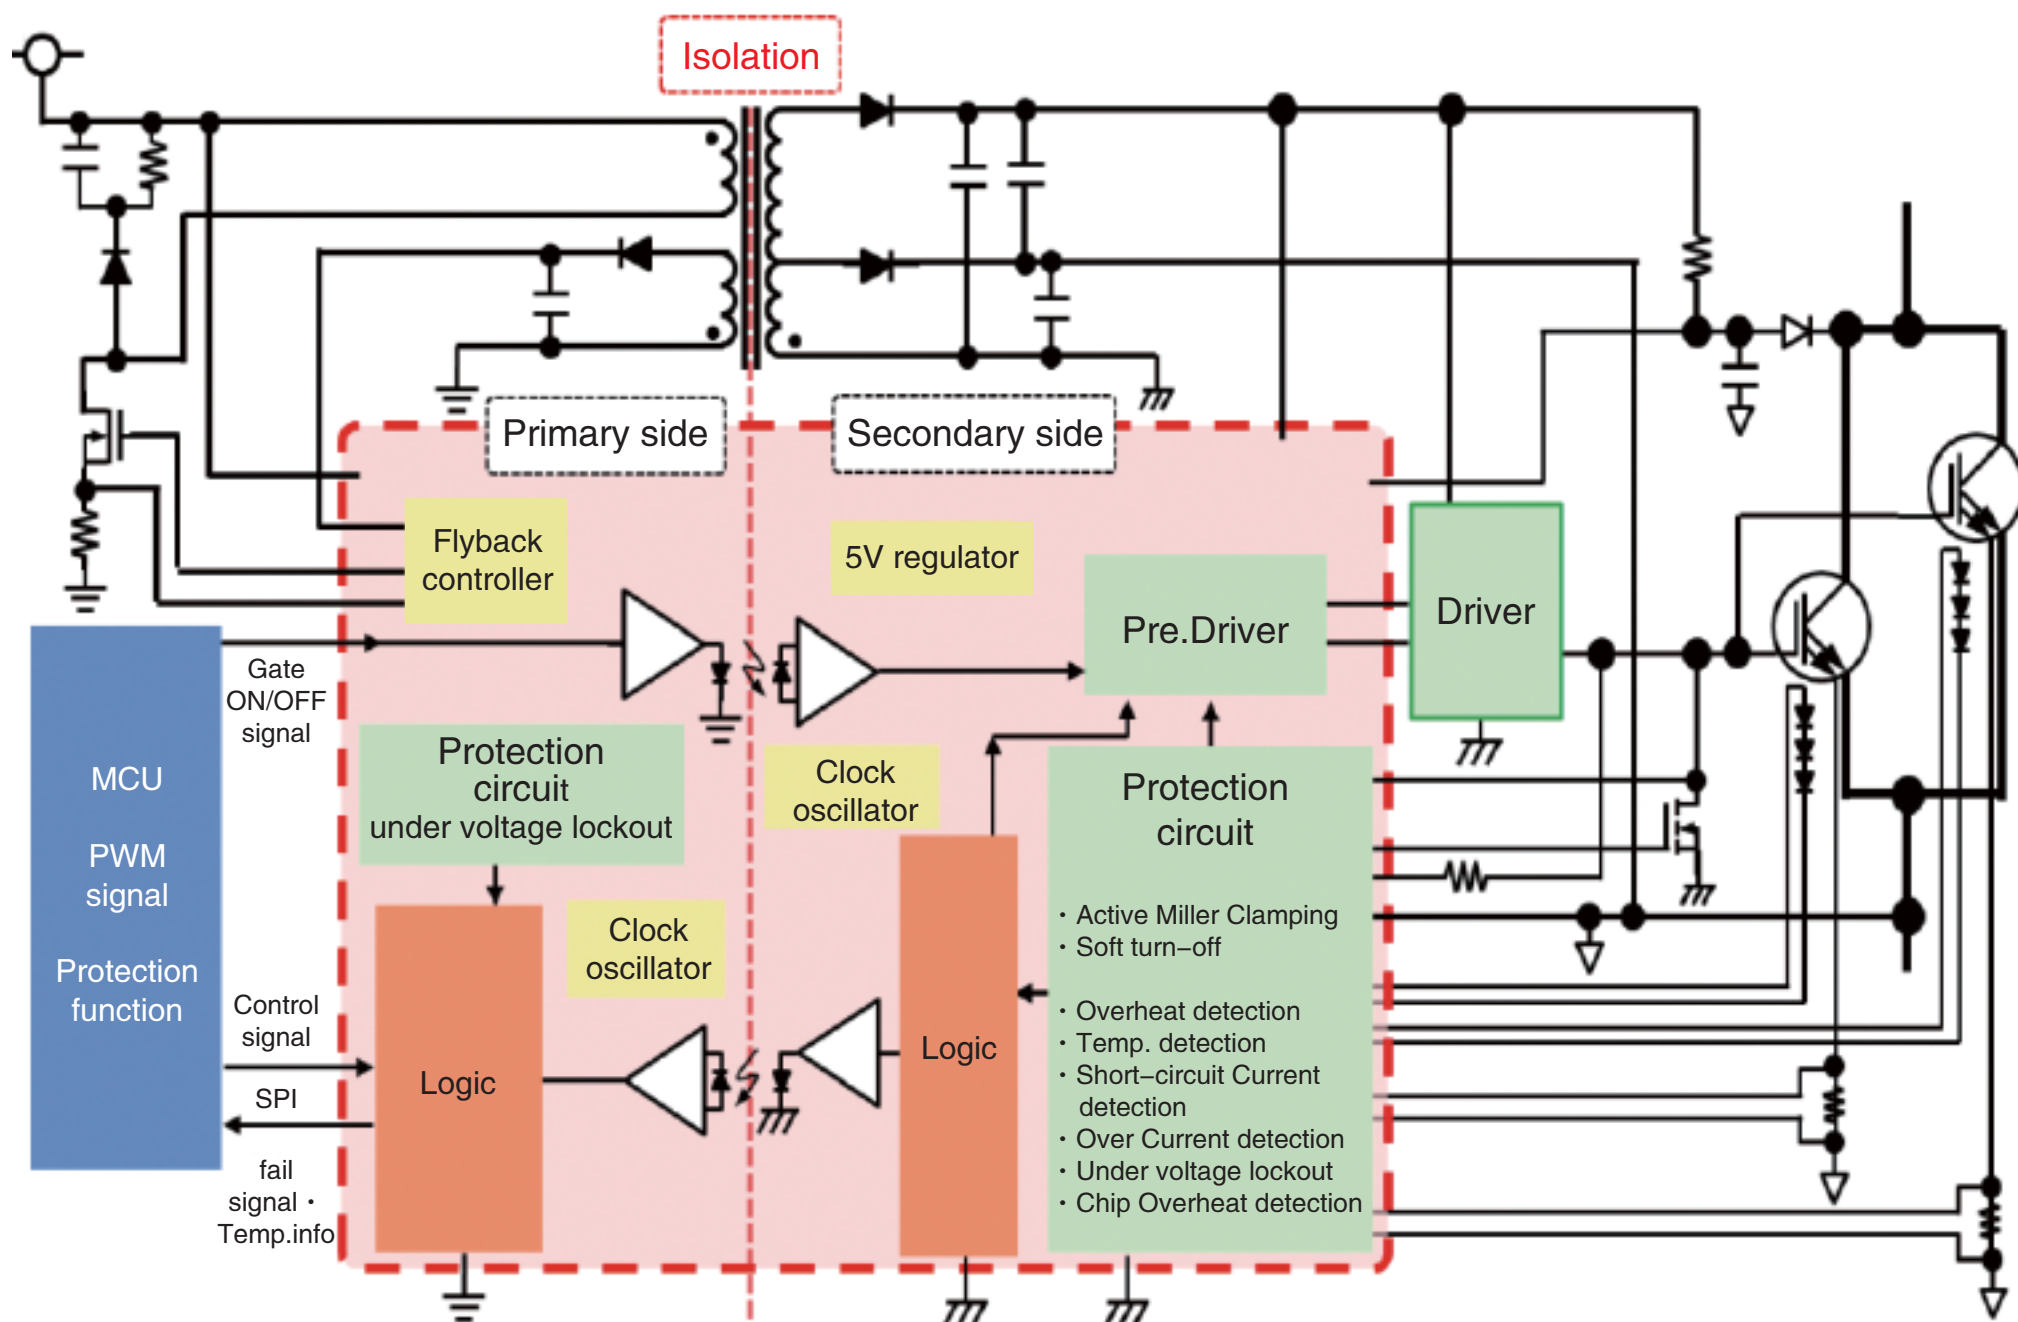 Isolation
Primary side
Secondary side
Flyback
controller
5V regulator
Pre.Driver
Driver
Gate
ON/OFF
signal
MCU
PWM
signal
Protection
function
Protection
circuit
under voltage lockout
Clock
oscillator
Clock
oscillator
Protection
circuit
・Active Miller Clamping
・Soft turn−off
・Overheat detection
・Temp. detection
・Short−circuit Current
detection
・Over Current detection
・Under voltage lockout
・Chip Overheat detection
Control
signal
SPI
fail
signal・
Temp.info
Logic
Logic